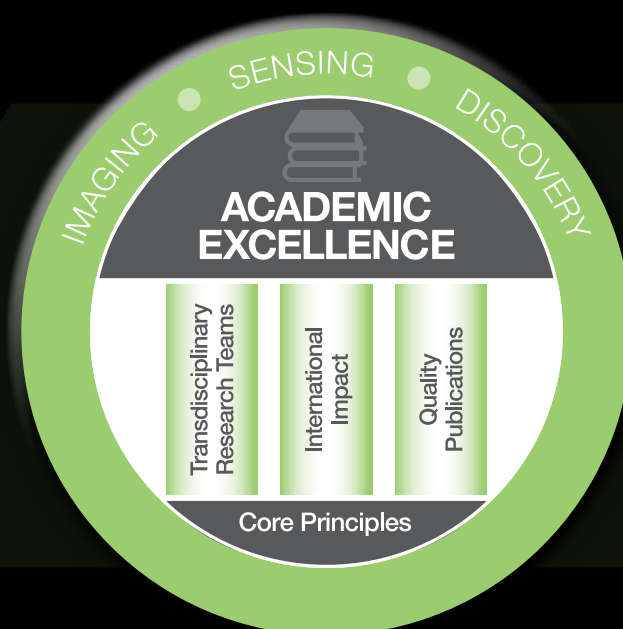 IMAGING • SENSING • DISCOVERY
ACADEMIC
EXCELLENCE
Transdisciplinary
Research Teams
International
Impact
Quality
Publications
Core Principles